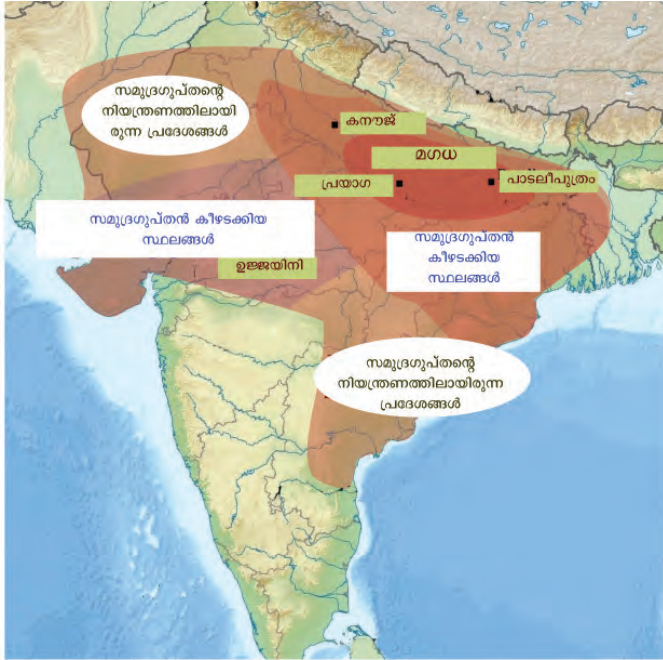 സമുദ്രഗുപ്തന്റെ
നിയന്ത്രണത്തിലായി
രുന്ന പ്രദേശങ്ങൾ
കനൗജ്
മഗധ
പ്രയാഗ
പാടലീപുത്രം
സമുദ്രഗുപ്തൻ കീഴടക്കിയ
സ്ഥലങ്ങൾ
സമുദ്രഗുപ്തൻ
കീഴടക്കിയ
സ്ഥലങ്ങൾ
ഉജ്ജയിനി
സമുദ്രഗുപ്തന്റെ
നിയന്ത്രണത്തിലായിരുന്ന
പ്രദേശങ്ങൾ